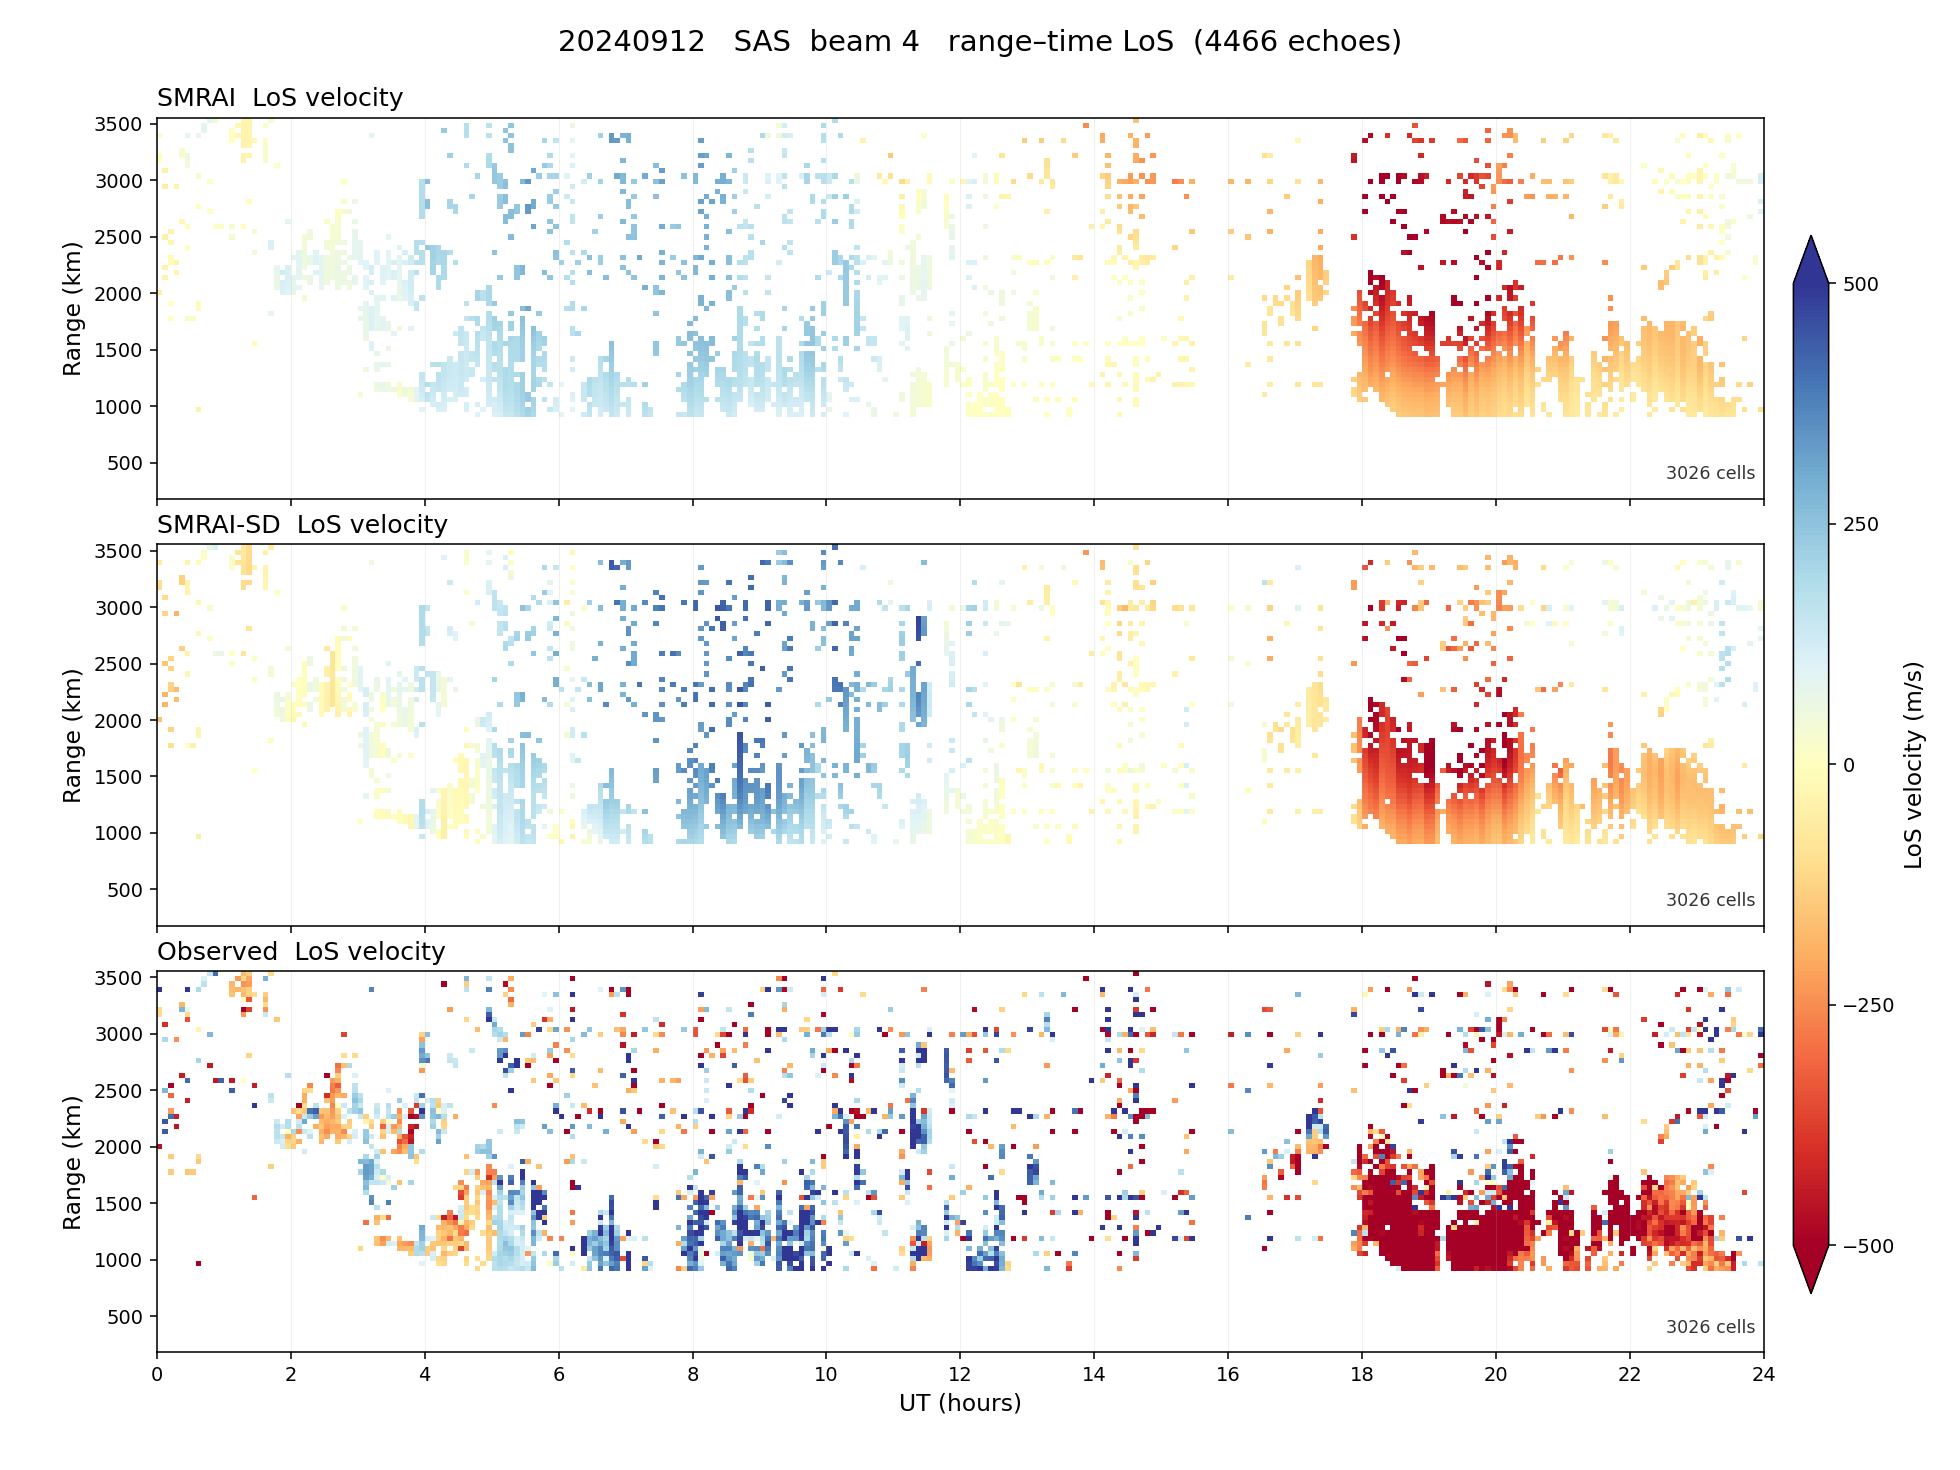 20240912   SAS  beam 4   range–time LoS  (4466 echoes)
SMRAI  LoS velocity
3500
3000
2500
2000
1500
1000
500
Range (km)
3026 cells
SMRAI-SD  LoS velocity
3500
3000
2500
2000
1500
1000
500
Range (km)
3026 cells
Observed  LoS velocity
3500
3000
2500
2000
1500
1000
500
Range (km)
3026 cells
0 2 4 6 8 10 12 14 16 18 20 22 24
UT (hours)
500
250
0
−250
−500
LoS velocity (m/s)